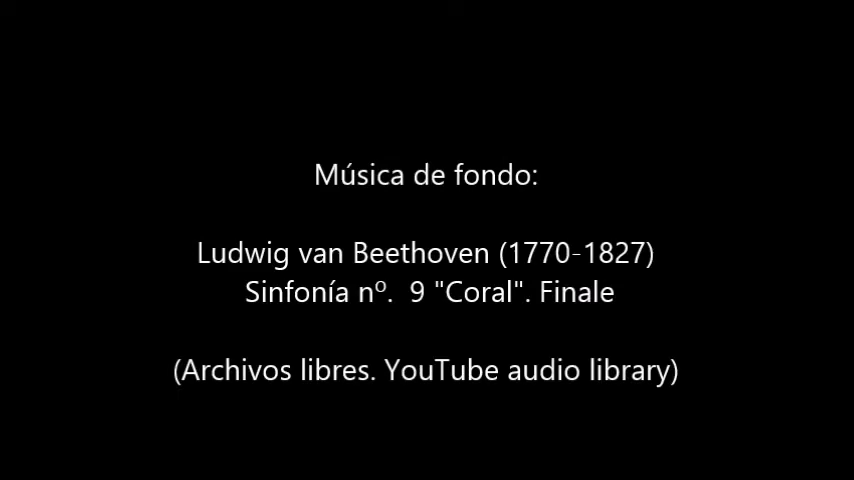 Música de fondo:
Ludwig van Beethoven (1770-1827)
Sinfonía nº.  9 "Coral". Finale
(Archivos libres. YouTube audio library)